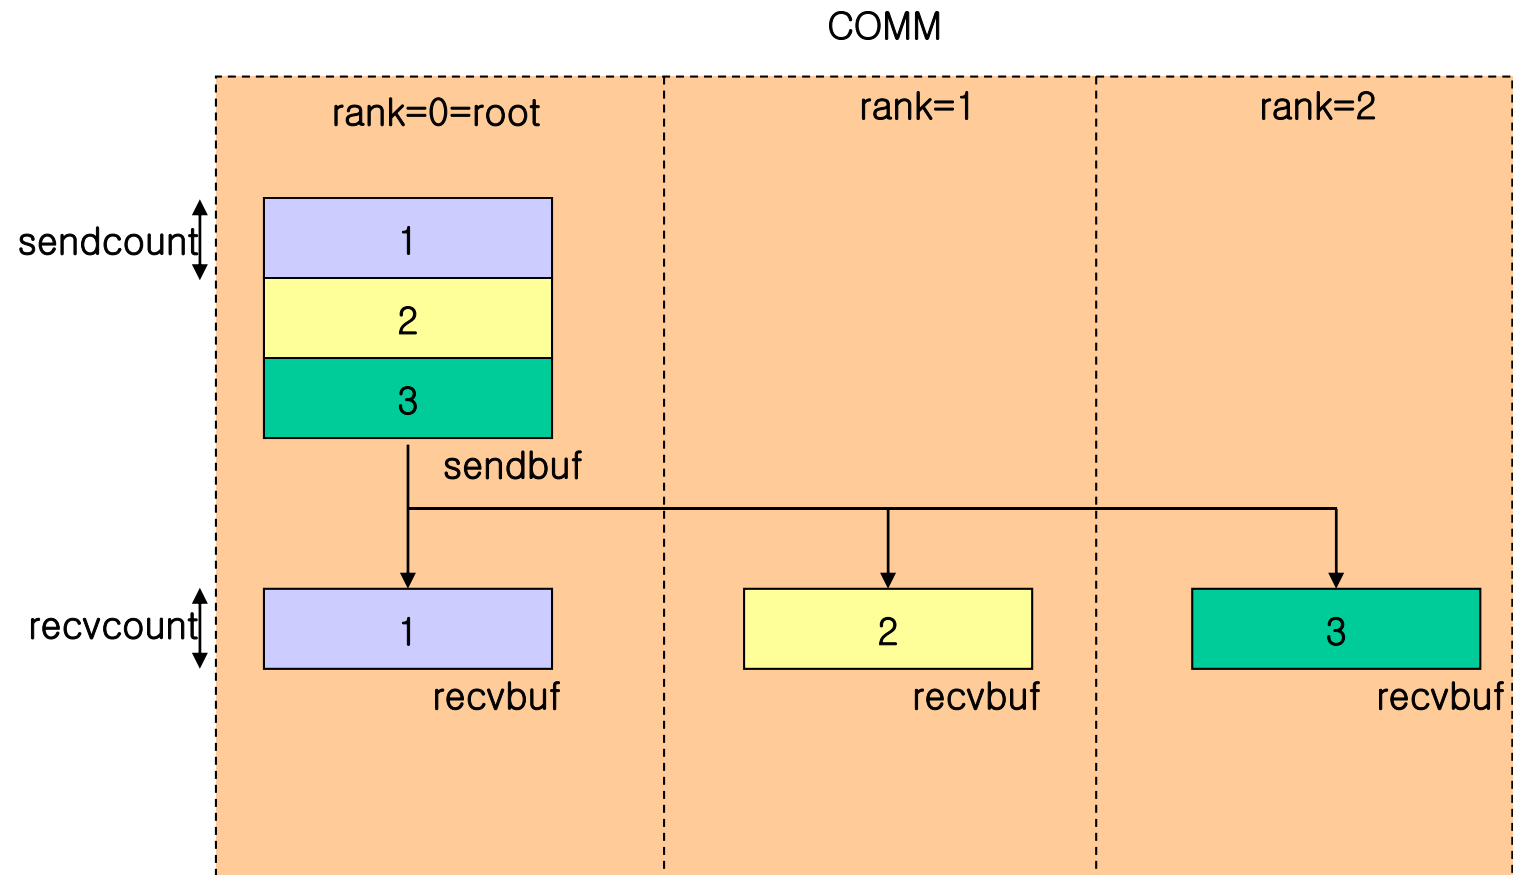 COMM
rank=0=root
rank=1
rank=2
sendcount
1
2
3
sendbuf
recvcount
1
2
3
recvbuf
recvbuf
recvbuf